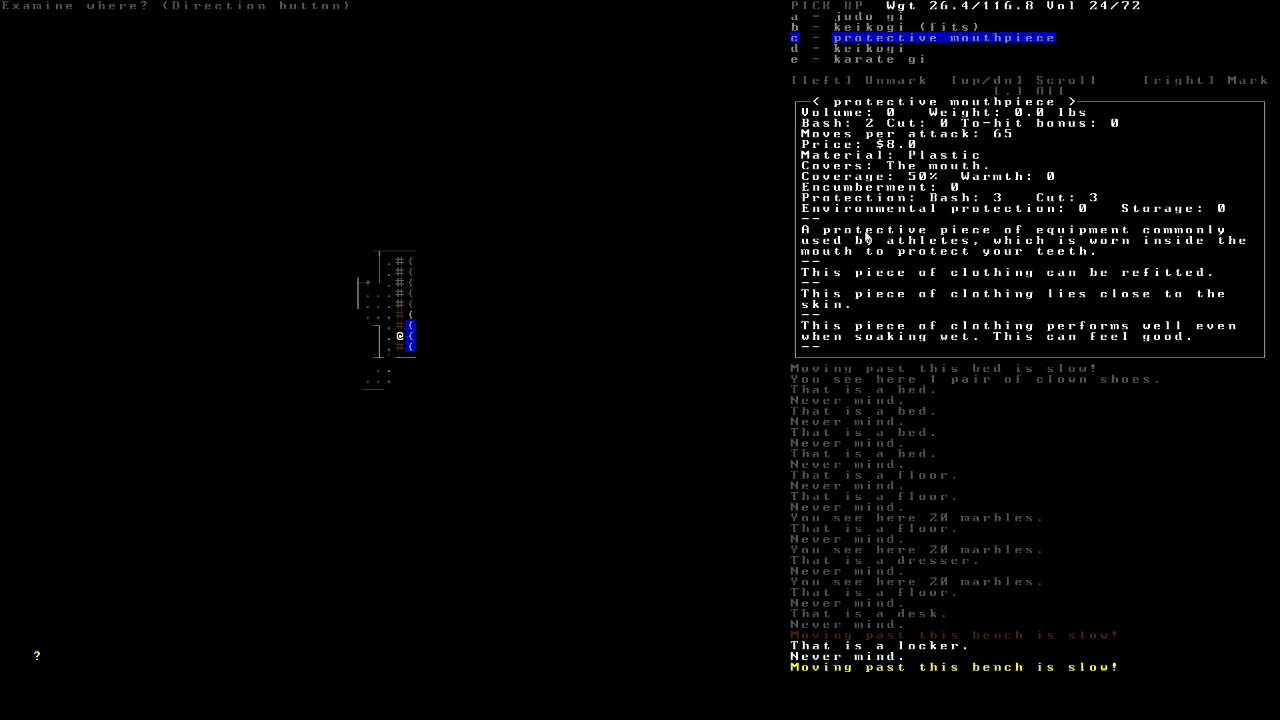 Examine where? (Direction button)
PICK UP  Wgt 26.4/116.8 Vol 24/72
a - judo gi
b - keikogi (fits)
c - protective mouthpiece
d - keikogi
e - karate gi
[left] Unmark  [up/dn] Scroll  [right] Mark
[,] All
< protective mouthpiece >
Volume: 0  Weight: 0.0 lbs
Bash: 2 Cut: 0 To-hit bonus: 0
Moves per attack: 65
Price: $8.0
Material: Plastic
Covers: The mouth.
Coverage: 50%  Warmth: 0
Encumberment: 0
Protection: Bash: 3  Cut: 3
Environmental protection: 0  Storage: 0
--
A protective piece of equipment commonly
used by athletes, which is worn inside the
mouth to protect your teeth.
--
This piece of clothing can be refitted.
--
This piece of clothing lies close to the
skin.
--
This piece of clothing performs well even
when soaking wet. This can feel good.
--
Moving past this bed is slow!
You see here 1 pair of clown shoes.
That is a bed.
Never mind.
That is a bed.
Never mind.
That is a bed.
Never mind.
That is a bed.
Never mind.
That is a floor.
Never mind.
That is a floor.
Never mind.
You see here 20 marbles.
That is a floor.
Never mind.
You see here 20 marbles.
That is a dresser.
Never mind.
You see here 20 marbles.
That is a floor.
Never mind.
That is a desk.
Never mind.
Moving past this bench is slow!
That is a locker.
Never mind.
Moving past this bench is slow!
?